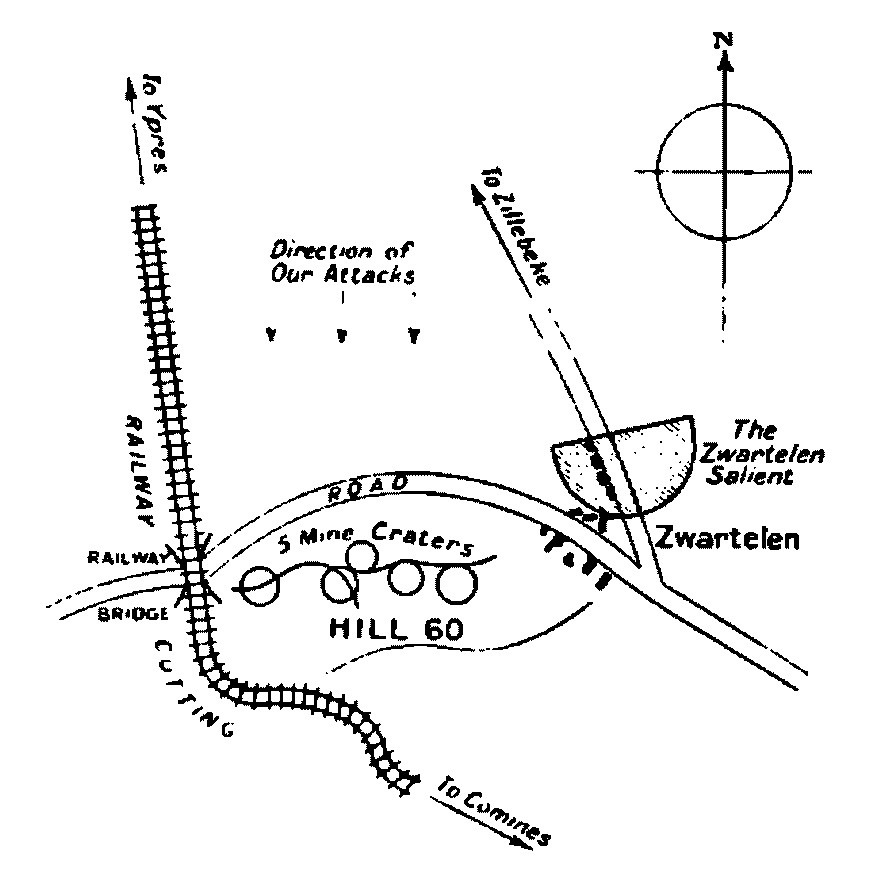 N
To Ypres
To Zillebeke
Direction of
Our Attacks
RAILWAY
The
Zwartelen
Salient
ROAD
5 Mine Craters
Zwartelen
RAILWAY
BRIDGE
HILL 60
CUTTING
To Comines